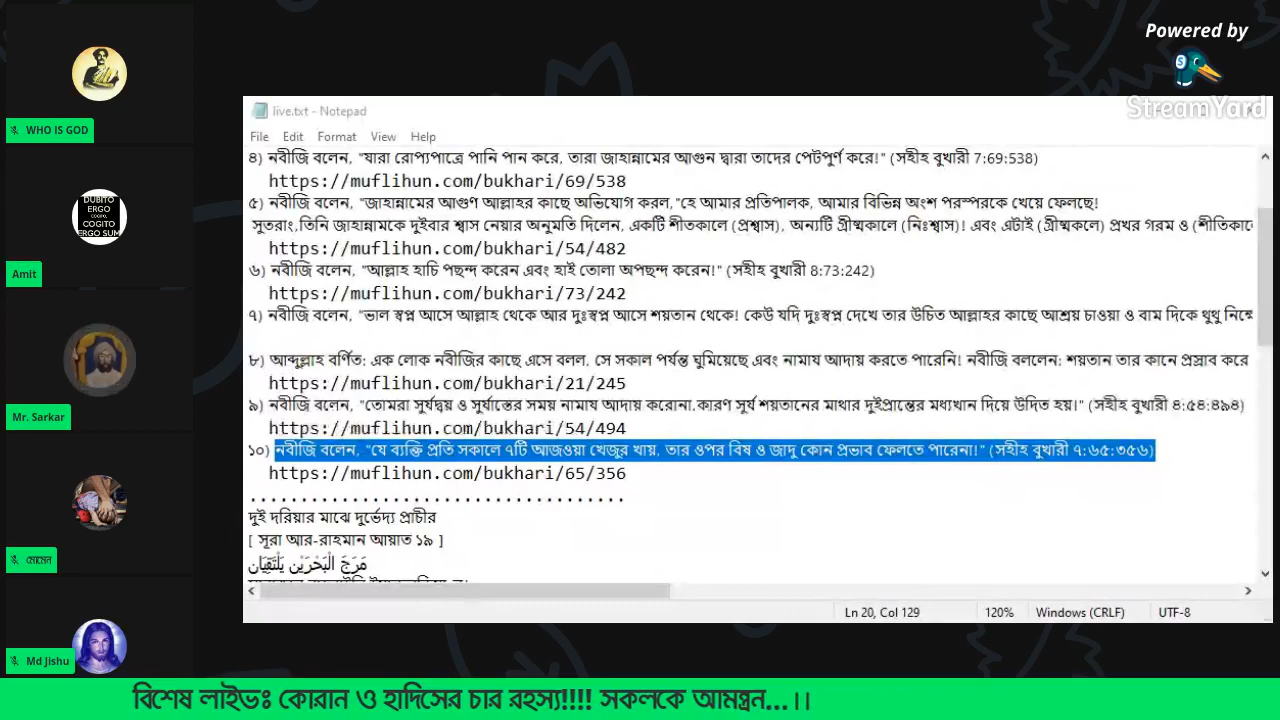 Powered by
StreamYard
WHO IS GOD
DUBITO
ERGO
COGITO,
COGITO
ERGO SUM
Amit
Mr. Sarkar
মোমেন
Md Jishu
live.txt - Notepad
File Edit Format View Help
৪) নবীজি বলেন, "যারা রোপ্যপাত্রে পানি পান করে, তারা জাহান্নামের আগুন দ্বারা তাদের পেটপুর্ণ করে!" (সহীহ বুখারী 7:69:538)
https://muflihun.com/bukhari/69/538
৫) নবীজি বলেন, "জাহান্নামের আগুণ আল্লাহর কাছে অভিযোগ করল,"হে আমার প্রতিপালক, আমার বিভিন্ন অংশ পরস্পরকে খেয়ে ফেলছে!
সুতরাং,তিনি জাহান্নামকে দুইবার শ্বাস নেয়ার অনুমতি দিলেন, একটি শীতকালে (প্রশ্বাস), অন্যটি গ্রীষ্মকালে (নিঃশ্বাস)! এবং এটাই (গ্রীষ্মকালে) প্রখর গরম ও (শীতিকালে
https://muflihun.com/bukhari/54/482
৬) নবীজি বলেন, "আল্লাহ হাচি পছন্দ করেন এবং হাই তোলা অপছন্দ করেন!" (সহীহ বুখারী 8:73:242)
https://muflihun.com/bukhari/73/242
৭) নবীজি বলেন, "ভাল স্বপ্ন আসে আল্লাহ থেকে আর দুঃস্বপ্ন আসে শয়তান থেকে! কেউ যদি দুঃস্বপ্ন দেখে তার উচিত আল্লাহর কাছে আশ্রয় চাওয়া ও বাম দিকে থুথু নিক্ষে
৮) আব্দুল্লাহ বর্ণিত: এক লোক নবীজির কাছে এসে বলল, সে সকাল পর্যন্ত ঘুমিয়েছে এবং নামায আদায় করতে পারেনি! নবীজি বললেন: শয়তান তার কানে প্রস্রাব করে
https://muflihun.com/bukhari/21/245
৯) নবীজি বলেন, "তোমরা সুর্যদ্বয় ও সুর্যাস্তের সময় নামায আদায় করোনা.কারণ সুর্য শয়তানের মাথার দুইপ্রান্তের মধ্যখান দিয়ে উদিত হয়।" (সহীহ বুখারী ৪:৫৪:৪৯৪)
https://muflihun.com/bukhari/54/494
১০) নবীজি বলেন, "যে ব্যক্তি প্রতি সকালে ৭টি আজওয়া খেজুর খায়, তার ওপর বিষ ও জাদু কোন প্রভাব ফেলতে পারেনা!" (সহীহ বুখারী ৭:৬৫:৩৫৬)
https://muflihun.com/bukhari/65/356
...................................
দুই দরিয়ার মাঝে দুর্ভেদ্য প্রাচীর
[ সূরা আর-রাহমান আয়াত ১৯ ]
مَرَجَ الْبَحْرَيْنِ يَلْتَقِيَانِ
Ln 20, Col 129 120% Windows (CRLF) UTF-8
বিশেষ লাইভঃ কোরান ও হাদিসের চার রহস্য!!!! সকলকে আমন্ত্রন...।।